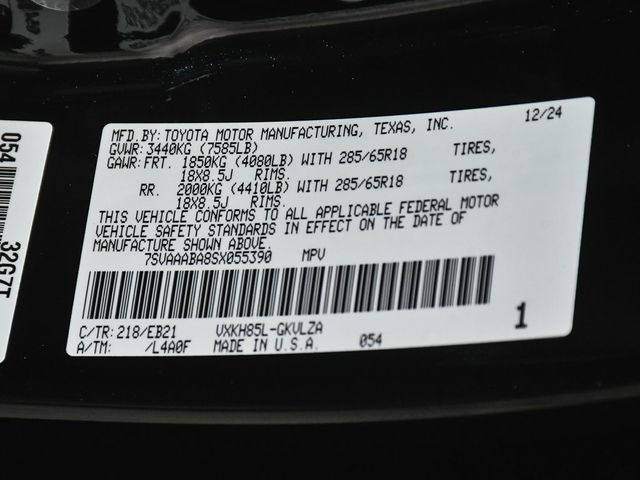 MFD.BY: TOYOTA MOTOR MANUFACTURING, TEXAS, INC. 12/24
GVWR: 3440KG (7585LB)
GAWR: FRT. 1850KG (4080LB) WITH 285/65R18 TIRES,
18X8.5J RIMS.
RR. 2000KG (4410LB) WITH 285/65R18 TIRES,
18X8.5J RIMS.
THIS VEHICLE CONFORMS TO ALL APPLICABLE FEDERAL MOTOR
VEHICLE SAFETY STANDARDS IN EFFECT ON THE DATE OF
MANUFACTURE SHOWN ABOVE.
7SVAAABA8SX055390 MPV
C/TR: 218/EB21 VXKH85L-GKVLZA
A/TM: /L4A0F MADE IN U.S.A. 054 1
054
32G7T